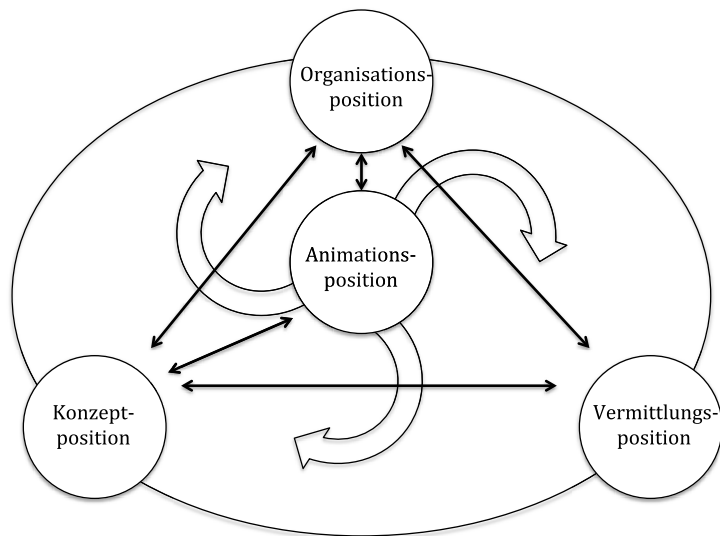 Organisations-
position
Animations-
position
Konzept-
position
Vermittlungs-
position